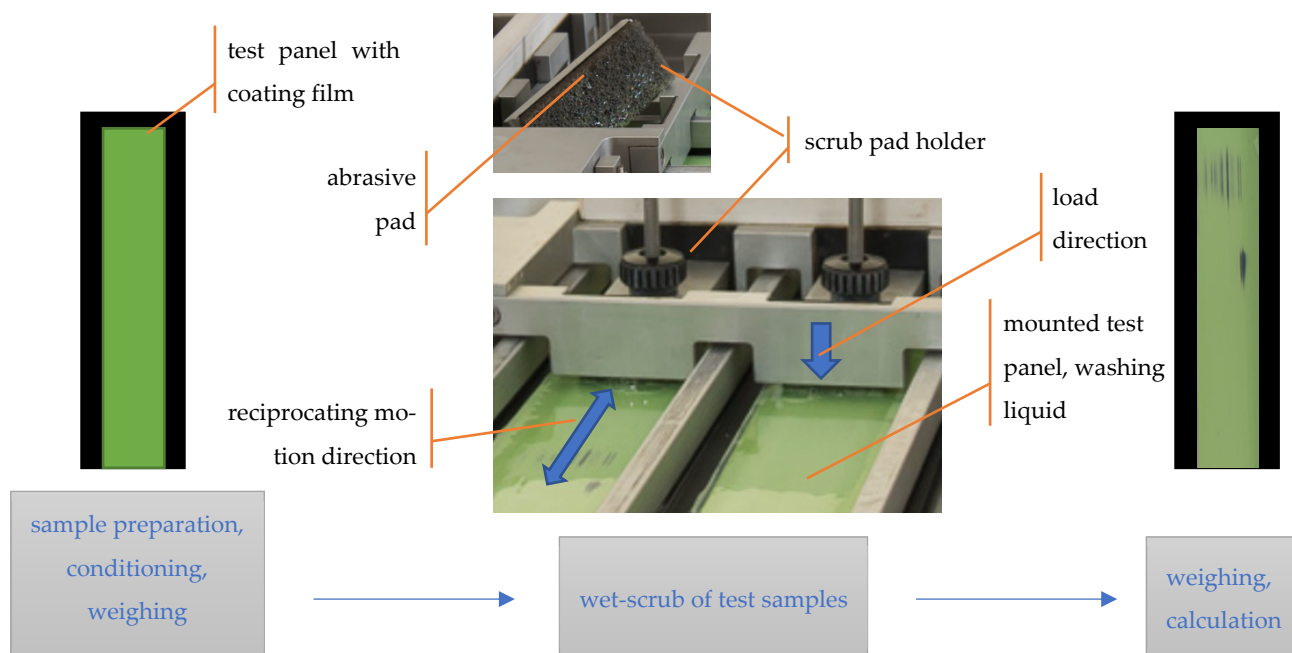 test panel with
coating film
abrasive
pad
scrub pad holder
load
direction
mounted test
panel, washing
liquid
reciprocating mo-
tion direction
sample preparation,
conditioning,
weighing
wet-scrub of test samples
weighing,
calculation